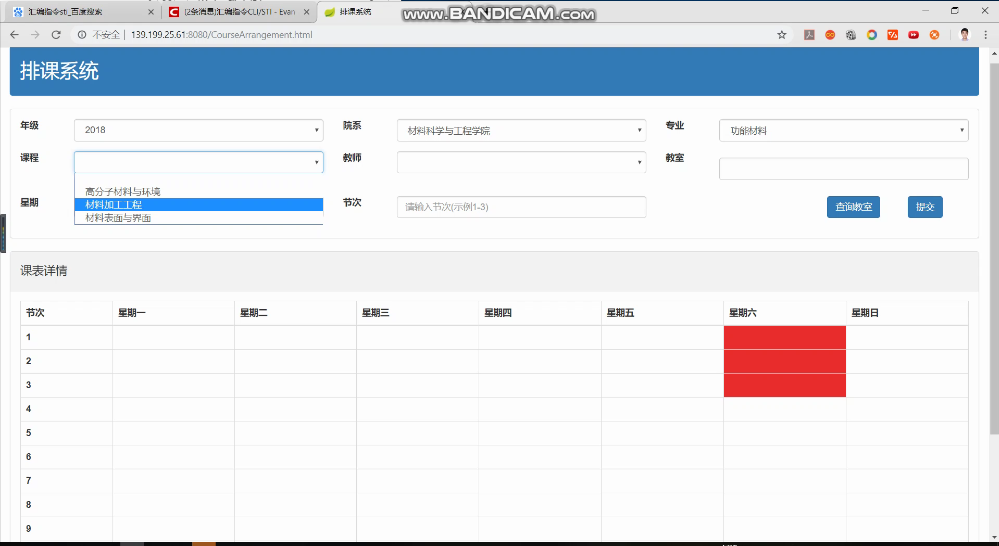 汇编指令sti_百度搜索
(2条消息)汇编指令CLI/STI - Evan
排课系统
www.BANDICAM.com
不安全 | 139.199.25.61:8080/CourseArrangement.html
排课系统
年级 2018 院系 材料科学与工程学院 专业 功能材料
课程 教师 教室
高分子材料与环境
材料加工工程
材料表面与界面
星期 节次 请输入节次(示例1-3) 查询教室 提交
课表详情
节次 星期一 星期二 星期三 星期四 星期五 星期六 星期日
1
2
3
4
5
6
7
8
9